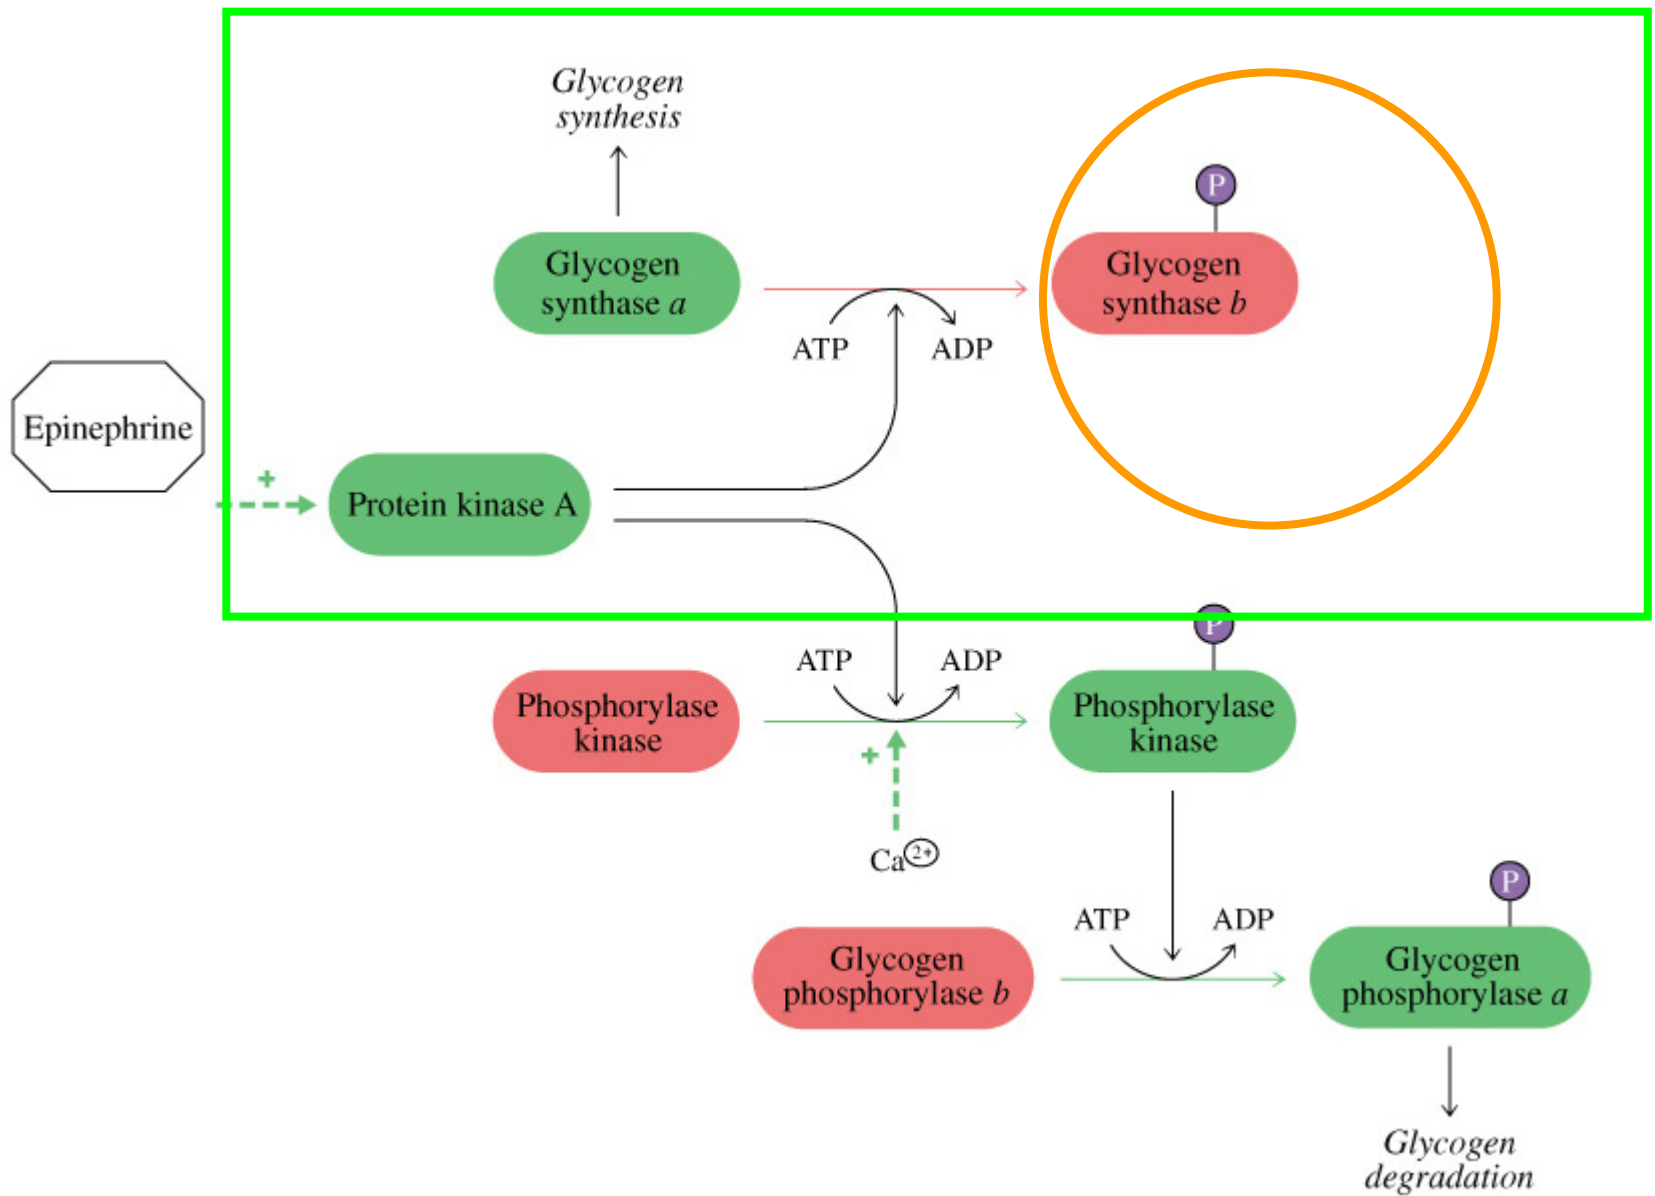 Glycogen
synthesis
P
Glycogen
synthase a
Glycogen
synthase b
ATP
ADP
Epinephrine
+
Protein kinase A
P
ATP
ADP
Phosphorylase
kinase
Phosphorylase
kinase
+
Ca2+
P
ATP
ADP
Glycogen
phosphorylase b
Glycogen
phosphorylase a
Glycogen
degradation